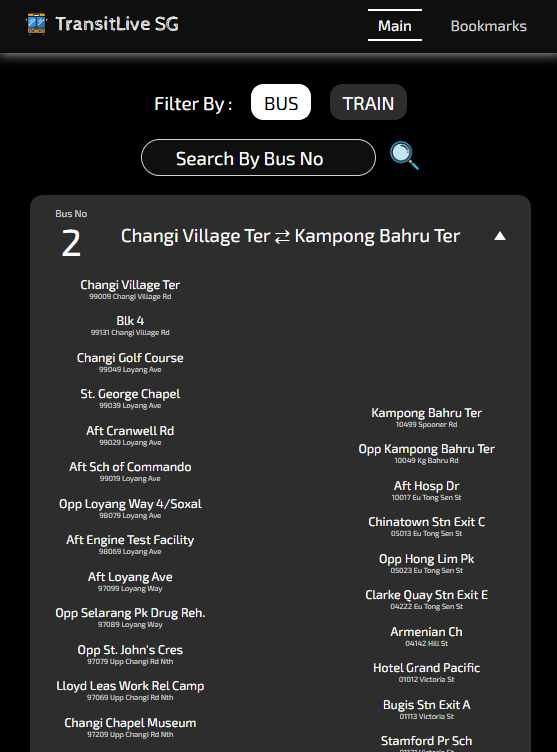 TransitLive SG
Main
Bookmarks
Filter By :
BUS
TRAIN
Search By Bus No
Bus No
2
Changi Village Ter ⇄ Kampong Bahru Ter
Changi Village Ter
99009 Changi Village Rd
Blk 4
99131 Changi Village Rd
Changi Golf Course
99049 Loyang Ave
St. George Chapel
99039 Loyang Ave
Aft Cranwell Rd
99029 Loyang Ave
Aft Sch of Commando
99019 Loyang Ave
Opp Loyang Way 4/Soxal
98079 Loyang Ave
Aft Engine Test Facility
98069 Loyang Ave
Aft Loyang Ave
97099 Loyang Way
Opp Selarang Pk Drug Reh.
97089 Loyang Way
Opp St. John's Cres
97079 Upp Changi Rd Nth
Lloyd Leas Work Rel Camp
97069 Upp Changi Rd Nth
Changi Chapel Museum
97209 Upp Changi Rd Nth
Kampong Bahru Ter
10499 Spooner Rd
Opp Kampong Bahru Ter
10049 Kg Bahru Rd
Aft Hosp Dr
10017 Eu Tong Sen St
Chinatown Stn Exit C
05013 Eu Tong Sen St
Opp Hong Lim Pk
05023 Eu Tong Sen St
Clarke Quay Stn Exit E
04222 Eu Tong Sen St
Armenian Ch
04142 Hill St
Hotel Grand Pacific
01012 Victoria St
Bugis Stn Exit A
01113 Victoria St
Stamford Pr Sch